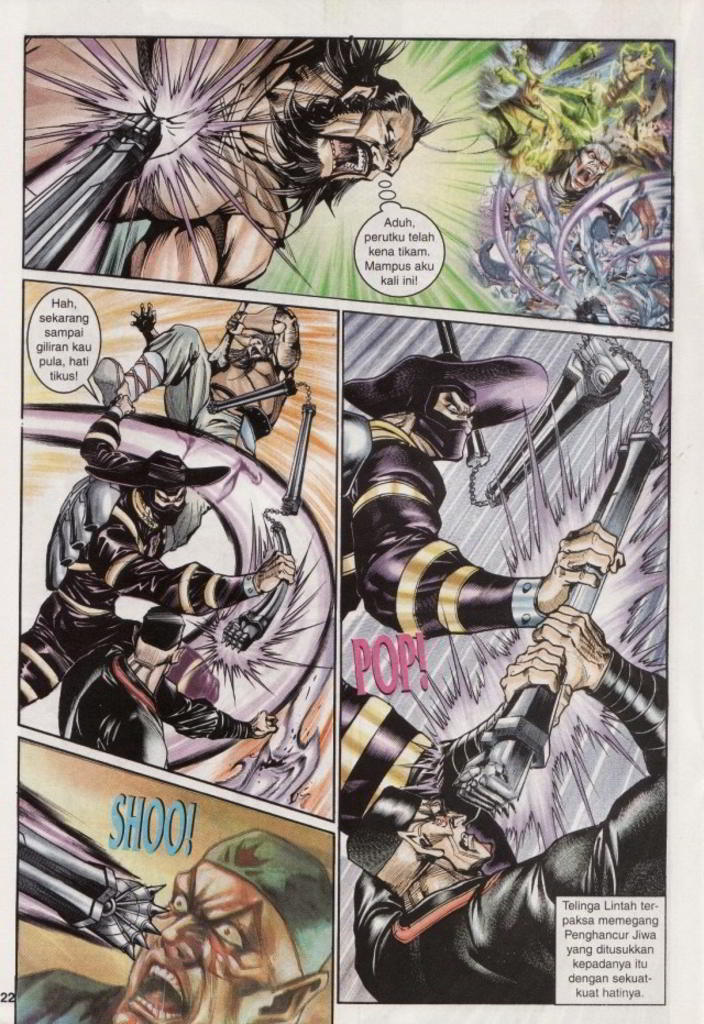 Aduh,
perutku telah
kena tikam.
Mampus aku
kali ini!
Hah,
sekarang
sampai
giliran kau
pula, hati
tikus!
POP!
SHOO!
Telinga Lintah ter-
paksa memegang
Penghancur Jiwa
yang ditusukkan
kepadanya itu
dengan sekuat-
kuat hatinya.
22